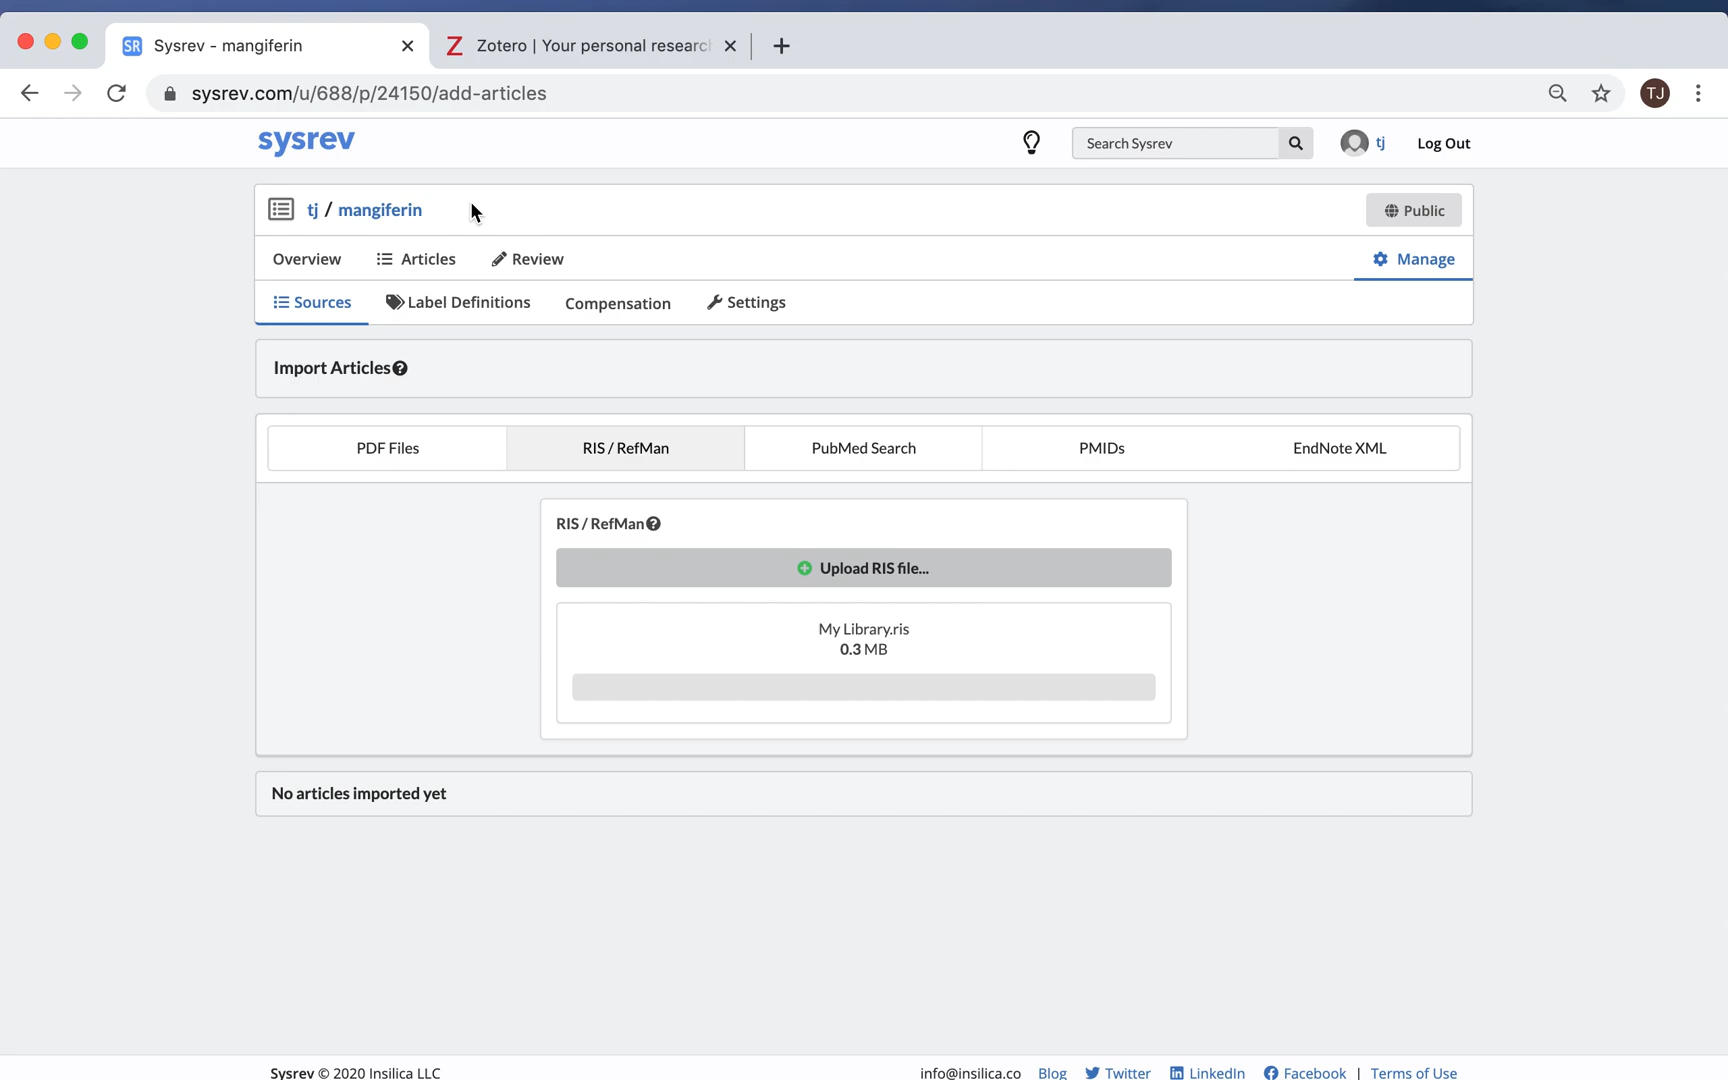 SR Sysrev - mangiferin
Z Zotero | Your personal researc
sysrev.com/u/688/p/24150/add-articles
TJ
sysrev
Search Sysrev
tj
Log Out
tj / mangiferin
Public
Overview
Articles
Review
Manage
Sources
Label Definitions
Compensation
Settings
Import Articles
PDF Files
RIS / RefMan
PubMed Search
PMIDs
EndNote XML
RIS / RefMan
Upload RIS file...
My Library.ris
0.3 MB
No articles imported yet
Sysrev © 2020 Insilica LLC
info@insilica.co
Blog
Twitter
LinkedIn
Facebook
|
Terms of Use